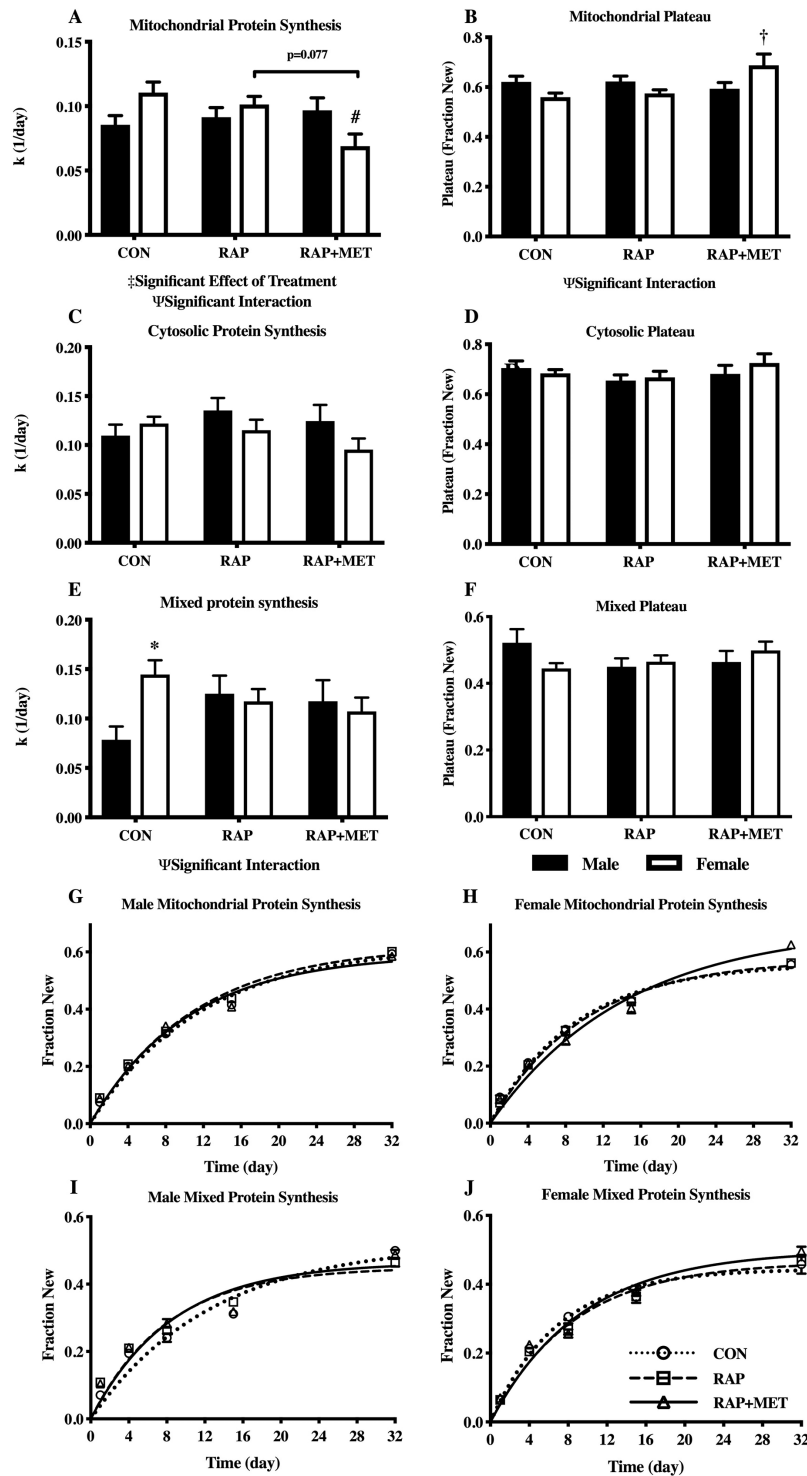 A
Mitochondrial Protein Synthesis
k (1/day)
0.15
0.10
0.05
0.00
p=0.077
#
CON
RAP
RAP+MET
‡Significant Effect of Treatment
ΨSignificant Interaction
B
Mitochondrial Plateau
Plateau (Fraction New)
0.8
0.6
0.4
0.2
0.0
†
CON
RAP
RAP+MET
ΨSignificant Interaction
C
Cytosolic Protein Synthesis
k (1/day)
0.20
0.15
0.10
0.05
0.00
CON
RAP
RAP+MET
D
Cytosolic Plateau
Plateau (Fraction New)
0.8
0.6
0.4
0.2
0.0
CON
RAP
RAP+MET
E
Mixed protein synthesis
k (1/day)
0.20
0.15
0.10
0.05
0.00
*
CON
RAP
RAP+MET
ΨSignificant Interaction
F
Mixed Plateau
Plateau (Fraction New)
0.6
0.4
0.2
0.0
CON
RAP
RAP+MET
Male
Female
G
Male Mitochondrial Protein Synthesis
Fraction New
0.6
0.4
0.2
0.0
0 4 8 12 16 20 24 28 32
Time (day)
H
Female Mitochondrial Protein Synthesis
Fraction New
0.6
0.4
0.2
0.0
0 4 8 12 16 20 24 28 32
Time (day)
I
Male Mixed Protein Synthesis
Fraction New
0.6
0.4
0.2
0.0
0 4 8 12 16 20 24 28 32
Time (day)
J
Female Mixed Protein Synthesis
Fraction New
0.6
0.4
0.2
0.0
CON
RAP
RAP+MET
0 4 8 12 16 20 24 28 32
Time (day)